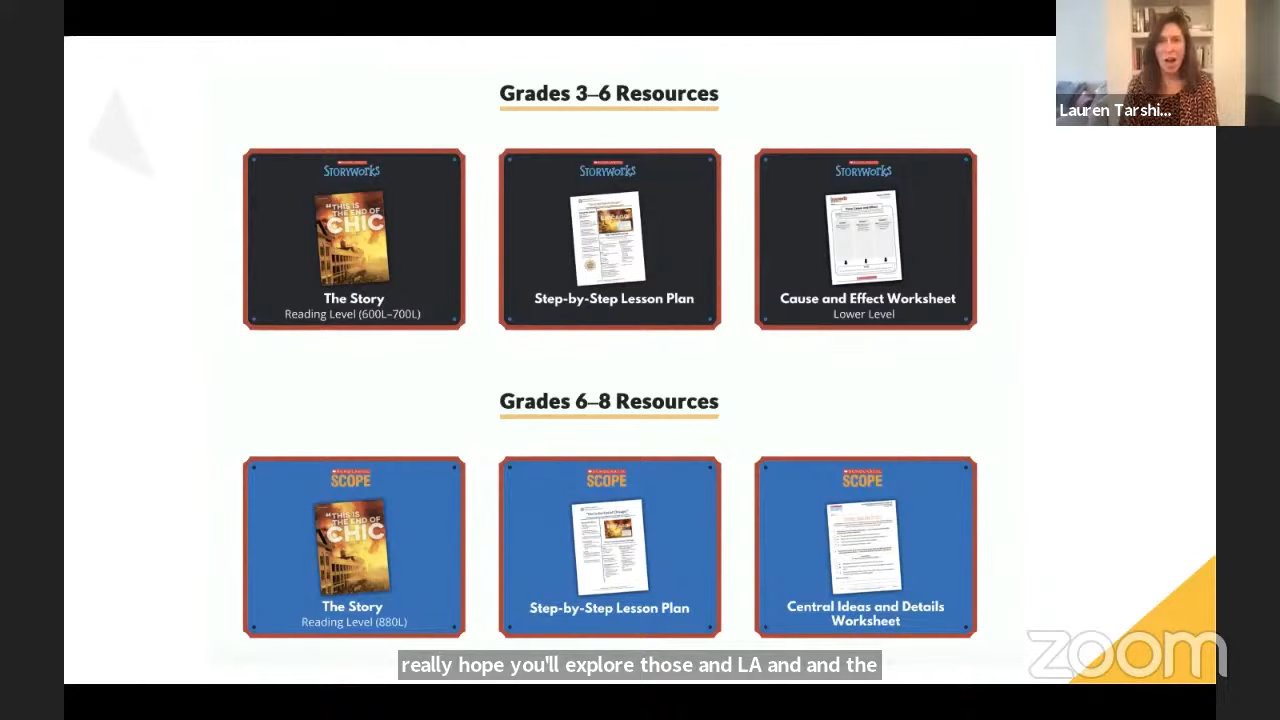 Lauren Tarshi...
Grades 3–6 Resources
STORYWORKS
"THIS IS
THE END OF
CHIC
The Story
Reading Level (600L–700L)
STORYWORKS
Step-by-Step Lesson Plan
STORYWORKS
Cause and Effect Worksheet
Lower Level
Grades 6–8 Resources
SCHOLASTIC
SCOPE
"THIS IS
THE END OF
CHIC
The Story
Reading Level (880L)
SCHOLASTIC
SCOPE
Step-by-Step Lesson Plan
SCHOLASTIC
SCOPE
Central Ideas and Details
Worksheet
really hope you'll explore those and LA and and the
zoom